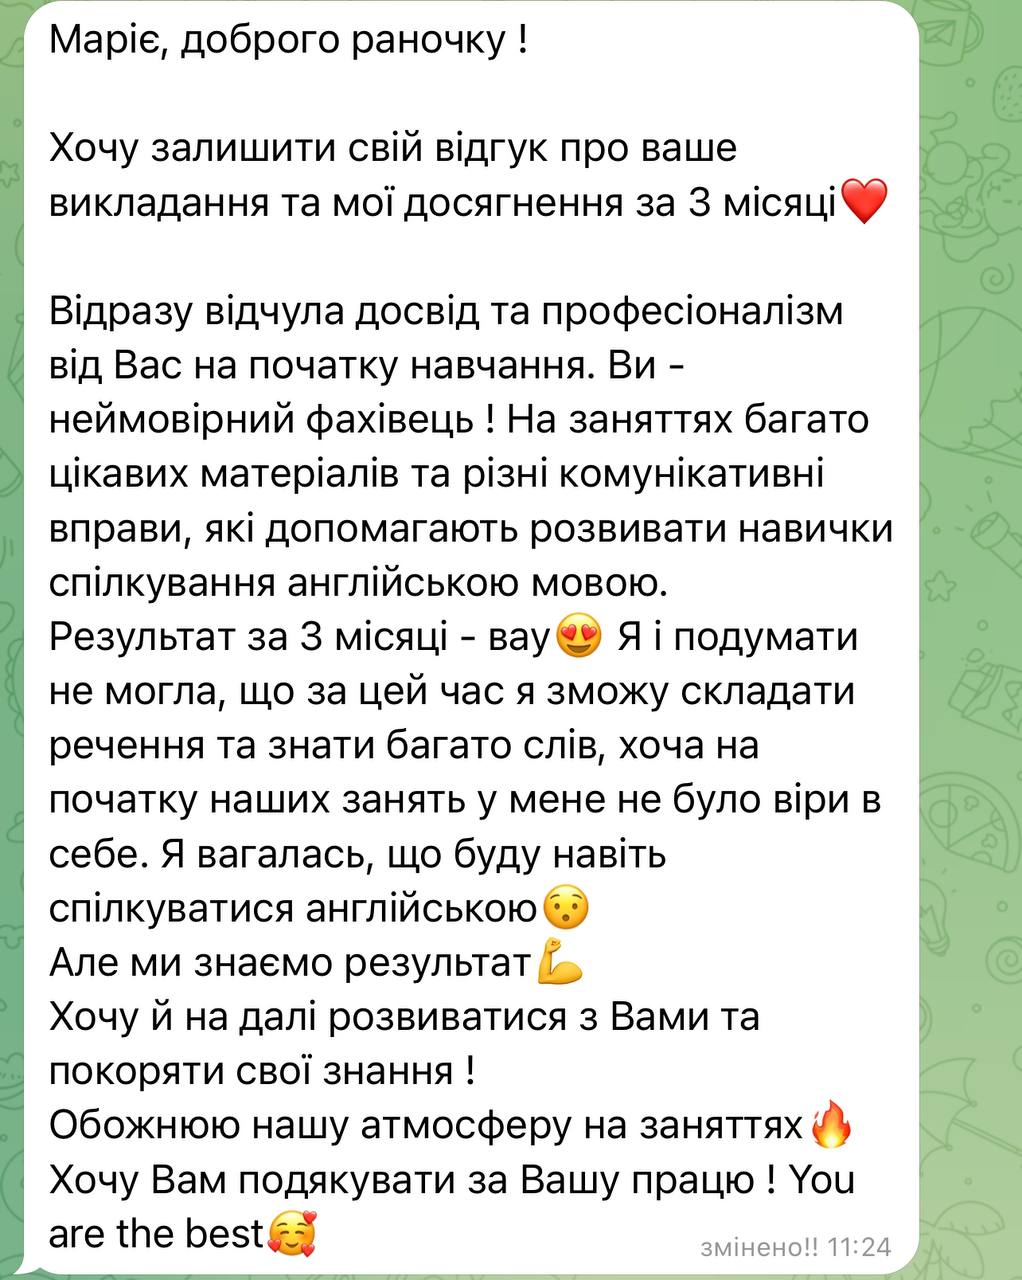 Маріє, доброго раночку !
Хочу залишити свій відгук про ваше
викладання та мої досягнення за 3 місяці❤️
Відразу відчула досвід та професіоналізм
від Вас на початку навчання. Ви -
неймовірний фахівець ! На заняттях багато
цікавих матеріалів та різні комунікативні
вправи, які допомагають розвивати навички
спілкування англійською мовою.
Результат за 3 місяці - вау😍 Я і подумати
не могла, що за цей час я зможу складати
речення та знати багато слів, хоча на
початку наших занять у мене не було віри в
себе. Я вагалась, що буду навіть
спілкуватися англійською😯
Але ми знаємо результат💪
Хочу й на далі розвиватися з Вами та
покоряти свої знання !
Обожнюю нашу атмосферу на заняттях🔥
Хочу Вам подякувати за Вашу працю ! You
are the best🥰
змінено!! 11:24